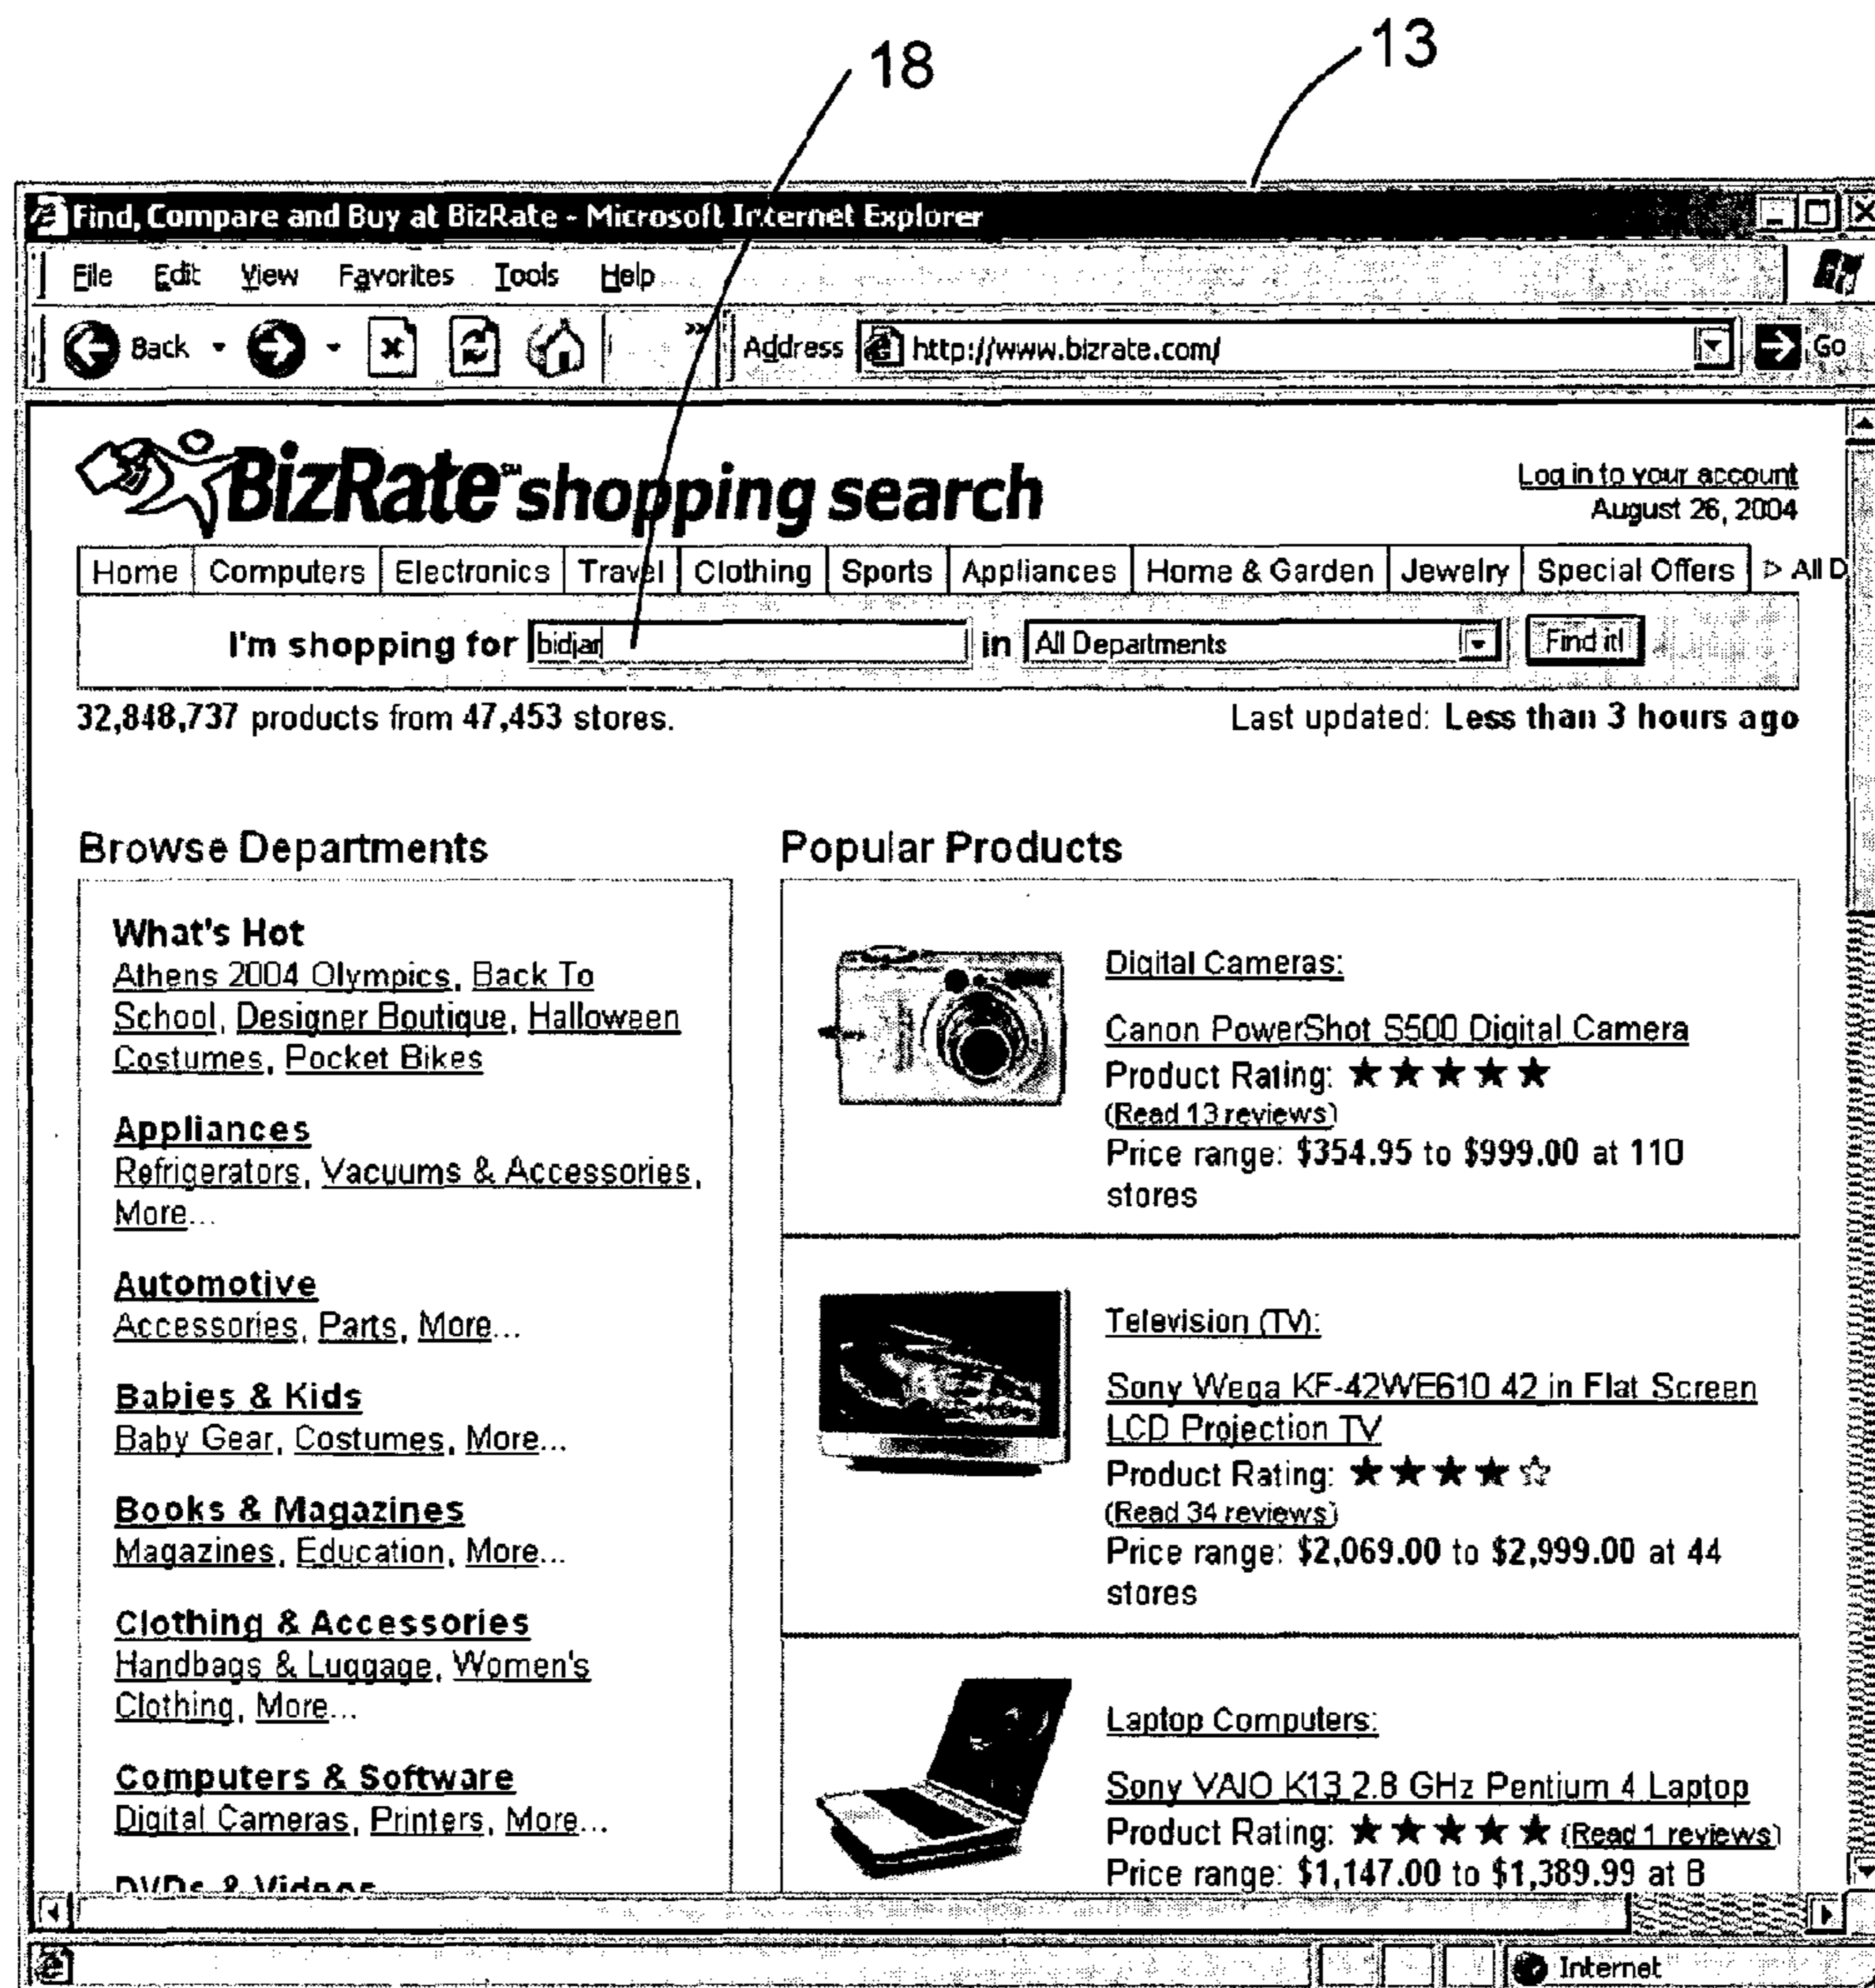 18
13
Find, Compare and Buy at BizRate - Microsoft Internet Explorer
File Edit View Favorites Tools Help
Back » Address http://www.bizrate.com/ Go
BizRate℠ shopping search
Log in to your account
August 26, 2004
Home Computers Electronics Travel Clothing Sports Appliances Home & Garden Jewelry Special Offers ▷ All D
I'm shopping for bidjar in All Departments Find it!
32,848,737 products from 47,453 stores. Last updated: Less than 3 hours ago
Browse Departments
What's Hot
Athens 2004 Olympics, Back To
School, Designer Boutique, Halloween
Costumes, Pocket Bikes
Appliances
Refrigerators, Vacuums & Accessories,
More...
Automotive
Accessories, Parts, More...
Babies & Kids
Baby Gear, Costumes, More...
Books & Magazines
Magazines, Education, More...
Clothing & Accessories
Handbags & Luggage, Women's
Clothing, More...
Computers & Software
Digital Cameras, Printers, More...
DVDs & Videos
Popular Products
Digital Cameras:
Canon PowerShot S500 Digital Camera
Product Rating: ★★★★★
(Read 13 reviews)
Price range: $354.95 to $999.00 at 110
stores
Television (TV):
Sony Wega KF-42WE610 42 in Flat Screen
LCD Projection TV
Product Rating: ★★★★☆
(Read 34 reviews)
Price range: $2,069.00 to $2,999.00 at 44
stores
Laptop Computers:
Sony VAIO K13 2.8 GHz Pentium 4 Laptop
Product Rating: ★★★★★ (Read 1 reviews)
Price range: $1,147.00 to $1,389.99 at 8
Internet